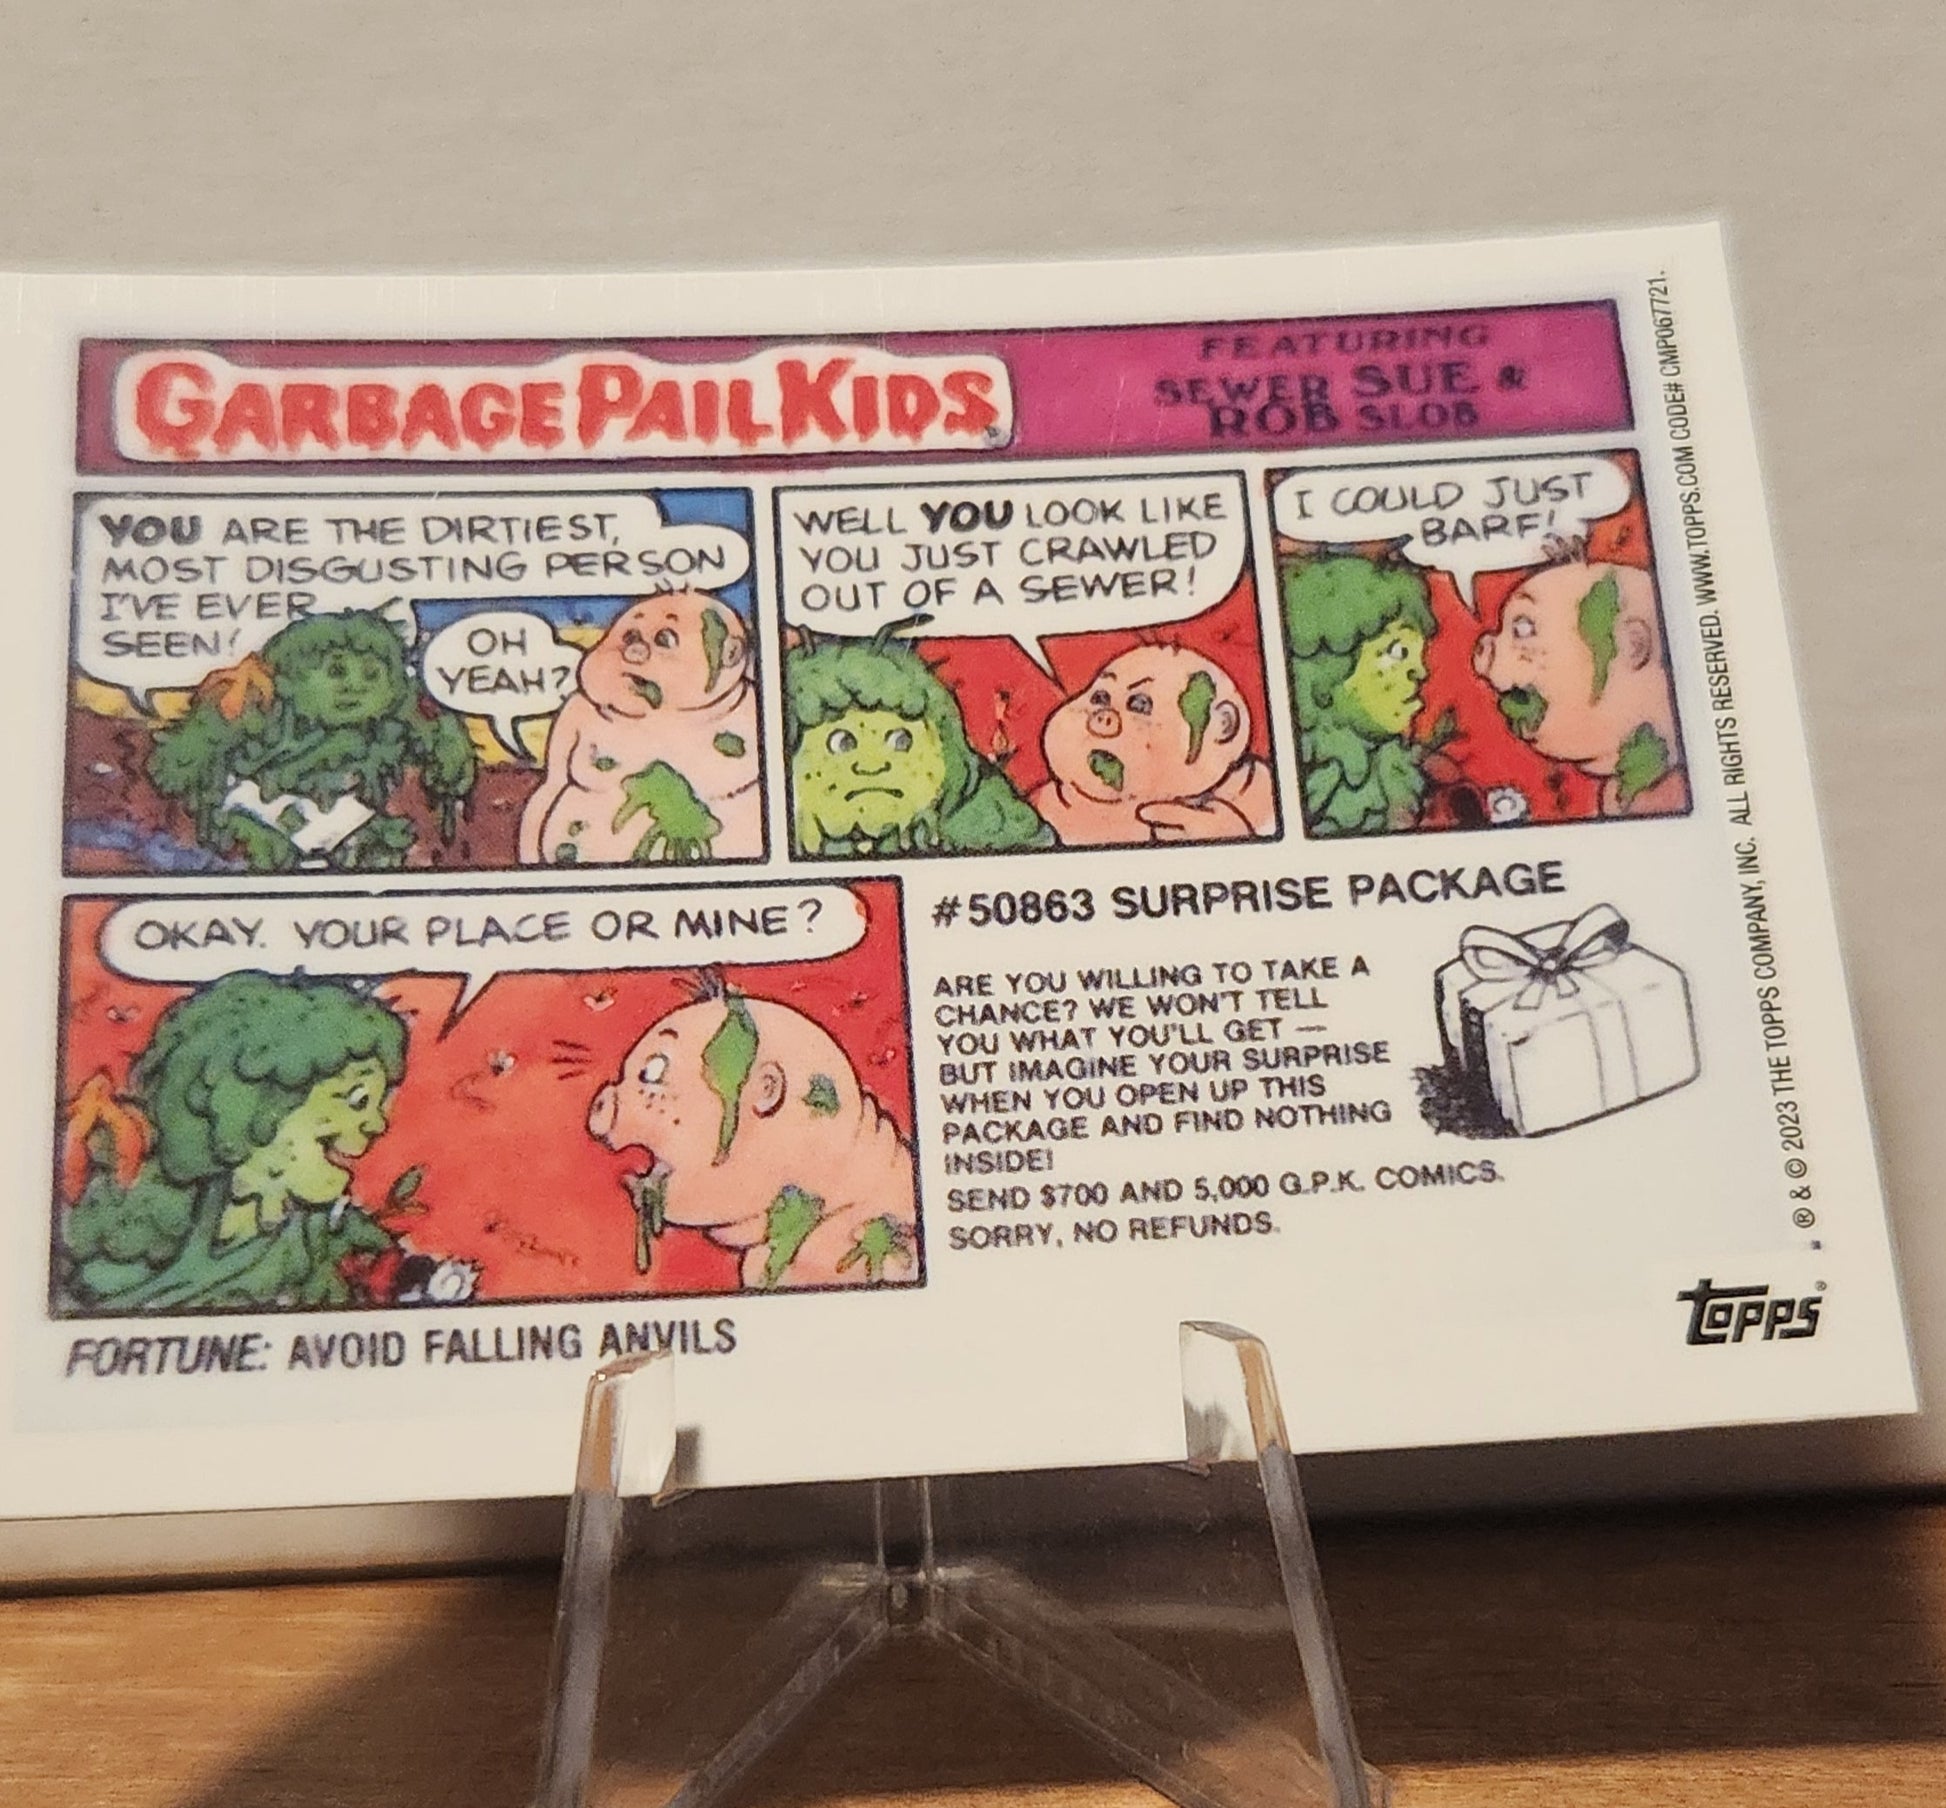 GARBAGE PAIL KIDS
FEATURING
SEWER SUE &
ROB SLOB
YOU ARE THE DIRTIEST,
MOST DISGUSTING PERSON
I'VE EVER
SEEN!
OH
YEAH?
WELL YOU LOOK LIKE
YOU JUST CRAWLED
OUT OF A SEWER!
I COULD JUST
BARF!
OKAY. YOUR PLACE OR MINE?
#50863 SURPRISE PACKAGE
ARE YOU WILLING TO TAKE A
CHANCE? WE WON'T TELL
YOU WHAT YOU'LL GET —
BUT IMAGINE YOUR SURPRISE
WHEN YOU OPEN UP THIS
PACKAGE AND FIND NOTHING
INSIDE!
SEND $700 AND 5,000 G.P.K. COMICS.
SORRY, NO REFUNDS.
FORTUNE: AVOID FALLING ANVILS
® & © 2023 THE TOPPS COMPANY, INC. ALL RIGHTS RESERVED. WWW.TOPPS.COM CODE# CMP067721.
TOPPS®